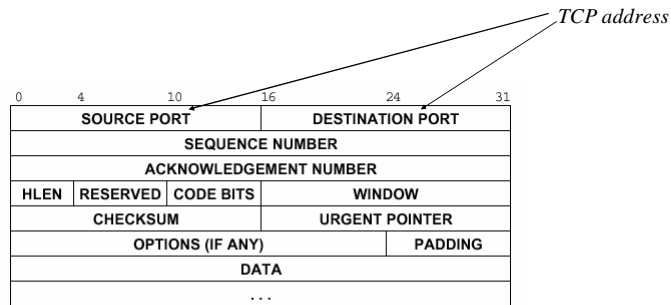 TCP address
0 4 10 16 24 31
SOURCE PORT DESTINATION PORT
SEQUENCE NUMBER
ACKNOWLEDGEMENT NUMBER
HLEN RESERVED CODE BITS WINDOW
CHECKSUM URGENT POINTER
OPTIONS (IF ANY) PADDING
DATA
...